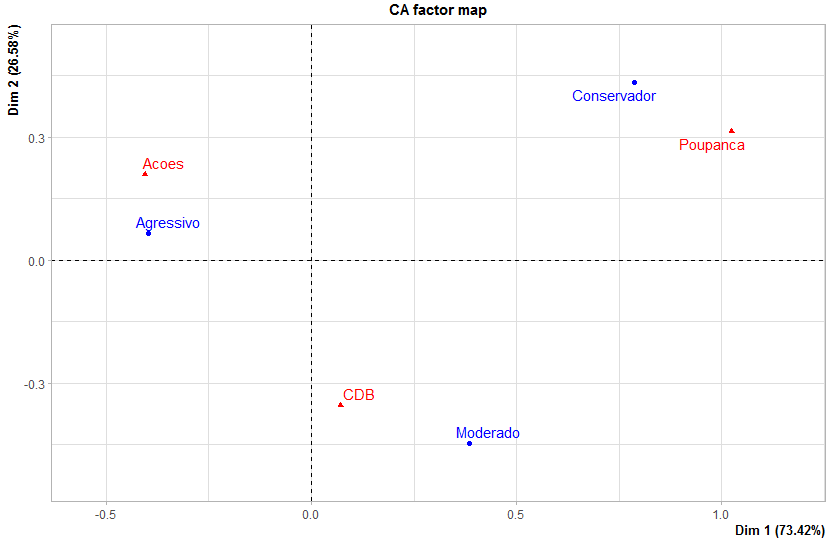 CA factor map
Dim 2 (26.58%)
Conservador
Poupanca
Acoes
Agressivo
CDB
Moderado
0.3
0.0
-0.3
-0.5
0.0
0.5
1.0
Dim 1 (73.42%)